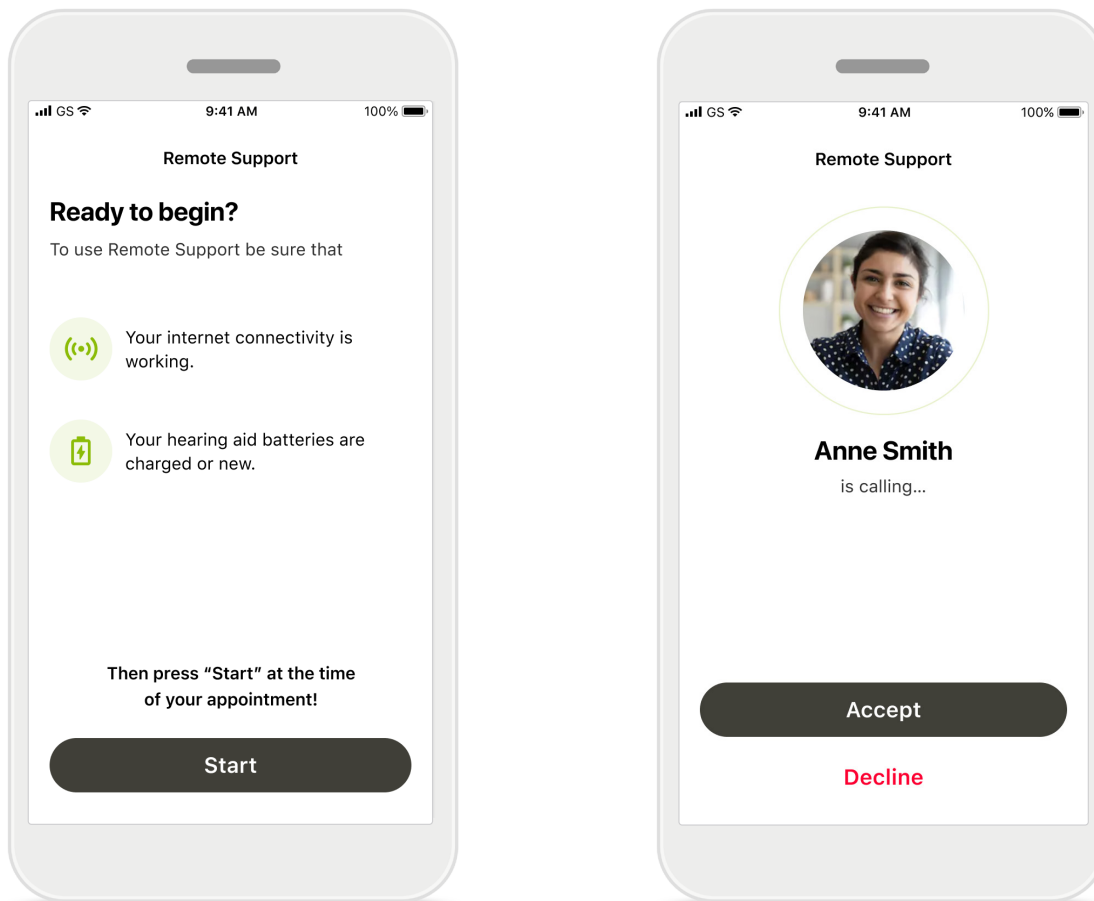 GS 9:41 AM 100%
Remote Support
Ready to begin?
To use Remote Support be sure that
Your internet connectivity is
working.
Your hearing aid batteries are
charged or new.
Then press “Start” at the time
of your appointment!
Start
GS 9:41 AM 100%
Remote Support
Anne Smith
is calling...
Accept
Decline